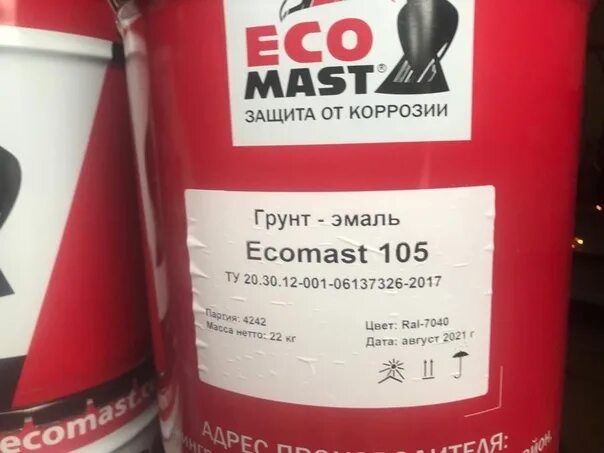 ECO
MAST®
ЗАЩИТА ОТ КОРРОЗИИ
Грунт - эмаль
Ecomast 105
ТУ 20.30.12-001-06137326-2017
Партия: 4242
Масса нетто: 22 кг
Цвет: Ral-7040
Дата: август 2021 г
ecomast.c
АДРЕС ПРОИЗВОДИТЕЛЯ: